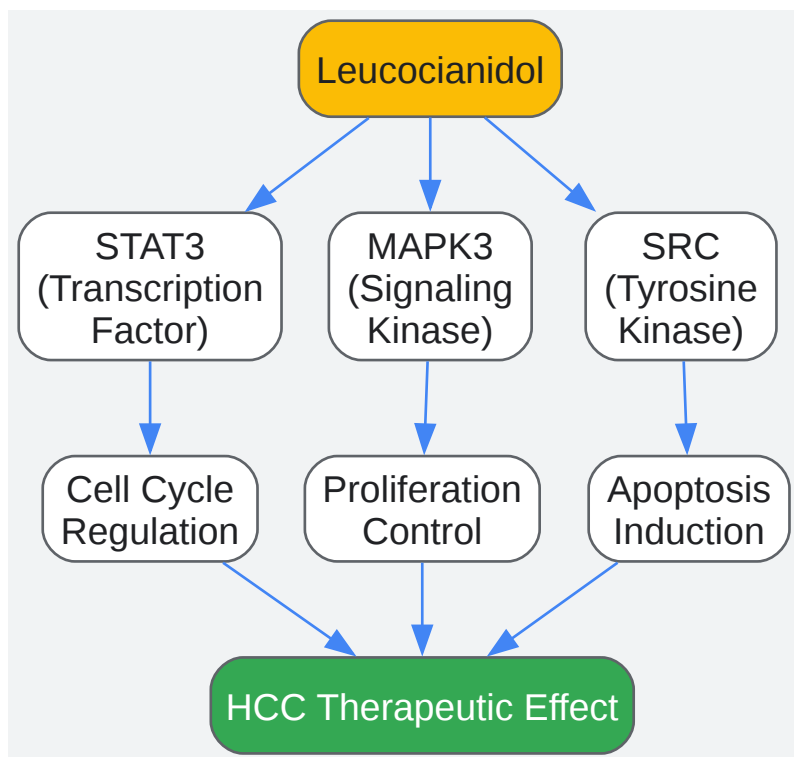 Leucocianidol
STAT3
(Transcription
Factor)
MAPK3
(Signaling
Kinase)
SRC
(Tyrosine
Kinase)
Cell Cycle
Regulation
Proliferation
Control
Apoptosis
Induction
HCC Therapeutic Effect